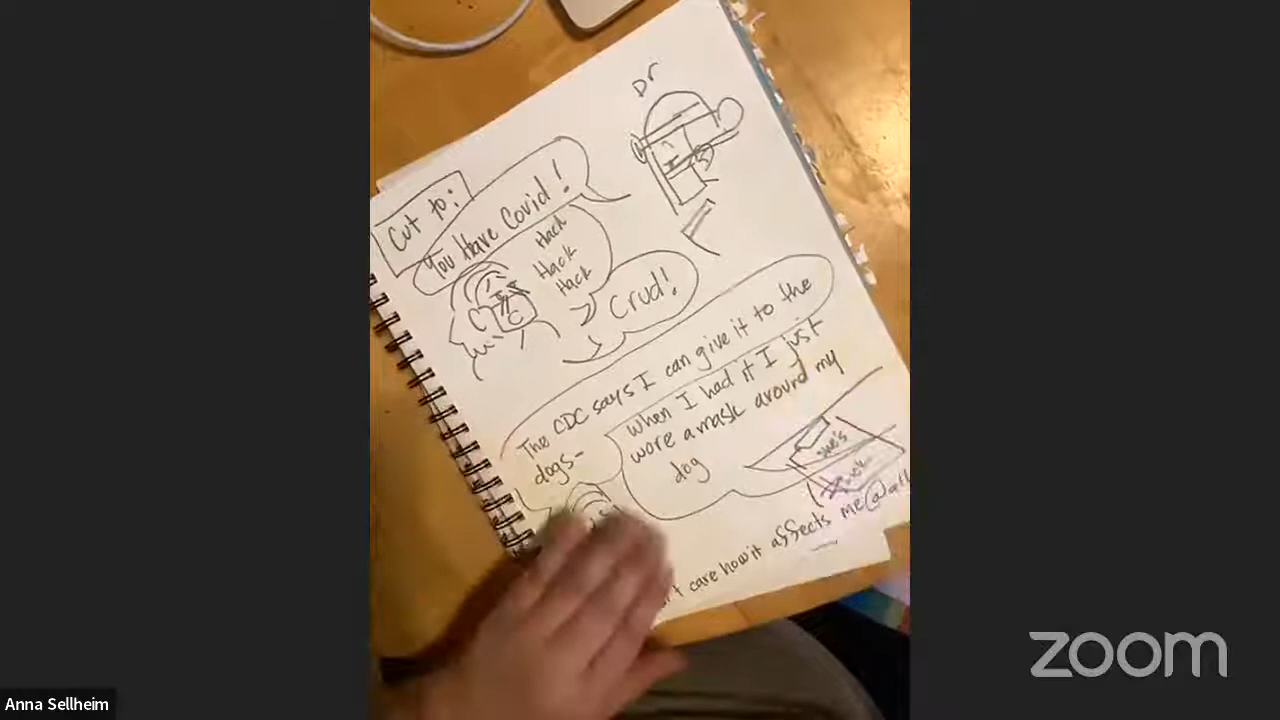 Dr
Cut to:
You Have Covid!
Hack
Hack
Hack
Crud!
The CDC says I can give it to the
dogs-
When I had it I just
wore a mask around my
dog
she's
care how it affects me @
Anna Sellheim
zoom